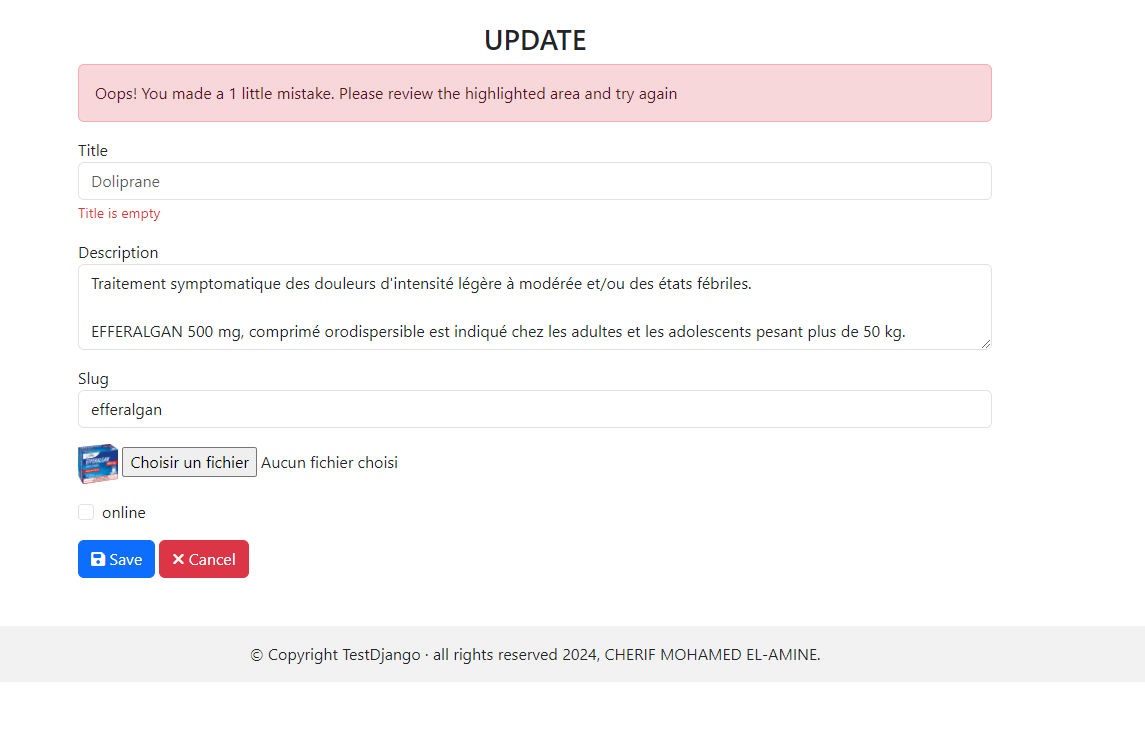 UPDATE
Oops! You made a 1 little mistake. Please review the highlighted area and try again
Title
Doliprane
Title is empty
Description
Traitement symptomatique des douleurs d'intensité légère à modérée et/ou des états fébriles.
EFFERALGAN 500 mg, comprimé orodispersible est indiqué chez les adultes et les adolescents pesant plus de 50 kg.
Slug
efferalgan
EFFERALGAN
Choisir un fichier Aucun fichier choisi
online
Save Cancel
© Copyright TestDjango · all rights reserved 2024, CHERIF MOHAMED EL-AMINE.